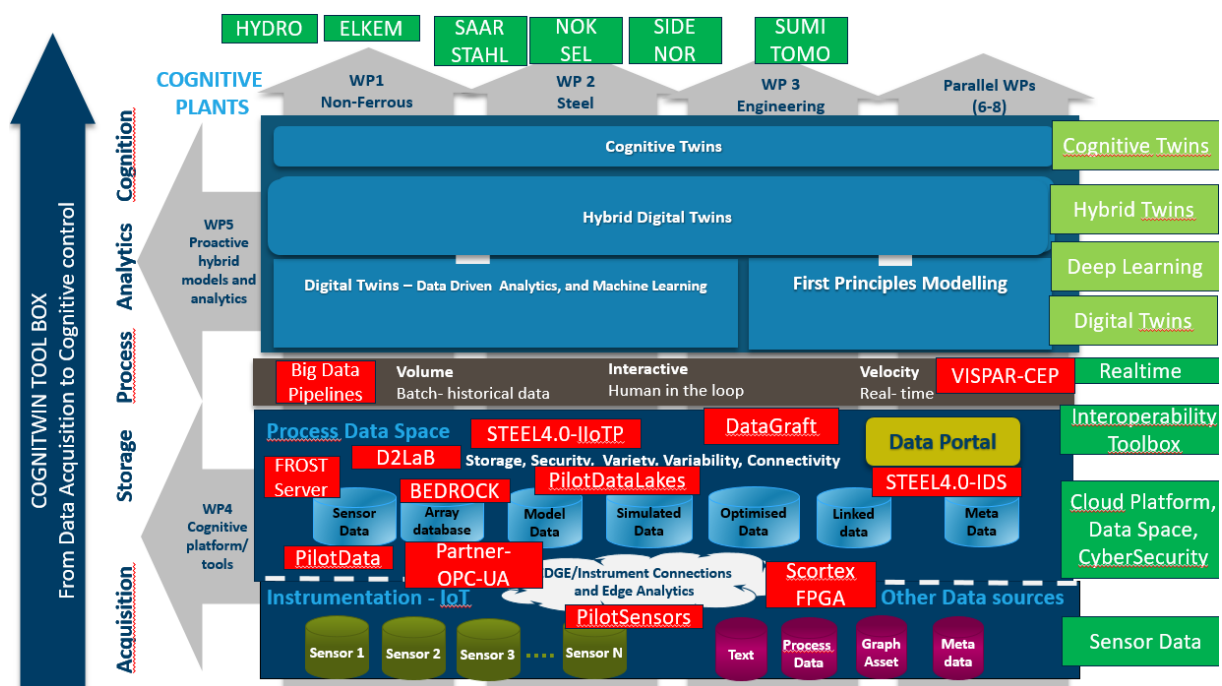 HYDRO
ELKEM
SAAR
STAHL
NOK
SEL
SIDE
NOR
SUMI
TOMO
COGNITIVE
PLANTS
WP1
Non-Ferrous
WP 2
Steel
WP 3
Engineering
Parallel WPs
(6-8)
COGNITWIN TOOL BOX
From Data Acquisition to Cognitive control
Cognition
Analytics
Process
Storage
Acquisition
WP5
Proactive
hybrid
models and
analytics
WP4
Cognitive
platform/
tools
Cognitive Twins
Cognitive Twins
Hybrid Digital Twins
Hybrid Twins
Digital Twins – Data Driven Analytics, and Machine Learning
First Principles Modelling
Deep Learning
Digital Twins
Big Data
Pipelines
Volume
Batch- historical data
Interactive
Human in the loop
Velocity
Real- time
VISPAR-CEP
Realtime
Process Data Space
STEEL4.0-IIoTP
DataGraft
Data Portal
Interoperability
Toolbox
FROST
Server
D2LaB
Storage, Security, Variety, Variability, Connectivity
BEDROCK
PilotDataLakes
STEEL4.0-IDS
Sensor
Data
Array
database
Model
Data
Simulated
Data
Optimised
Data
Linked
data
Meta
Data
Cloud Platform,
Data Space,
CyberSecurity
PilotData
Partner-
OPC-UA
DGE/Instrument Connections
and Edge Analytics
Scortex
FPGA
Instrumentation - IoT
PilotSensors
Other Data sources
Sensor 1
Sensor 2
Sensor 3
....
Sensor N
Text
Process
Data
Graph
Asset
Meta
data
Sensor Data